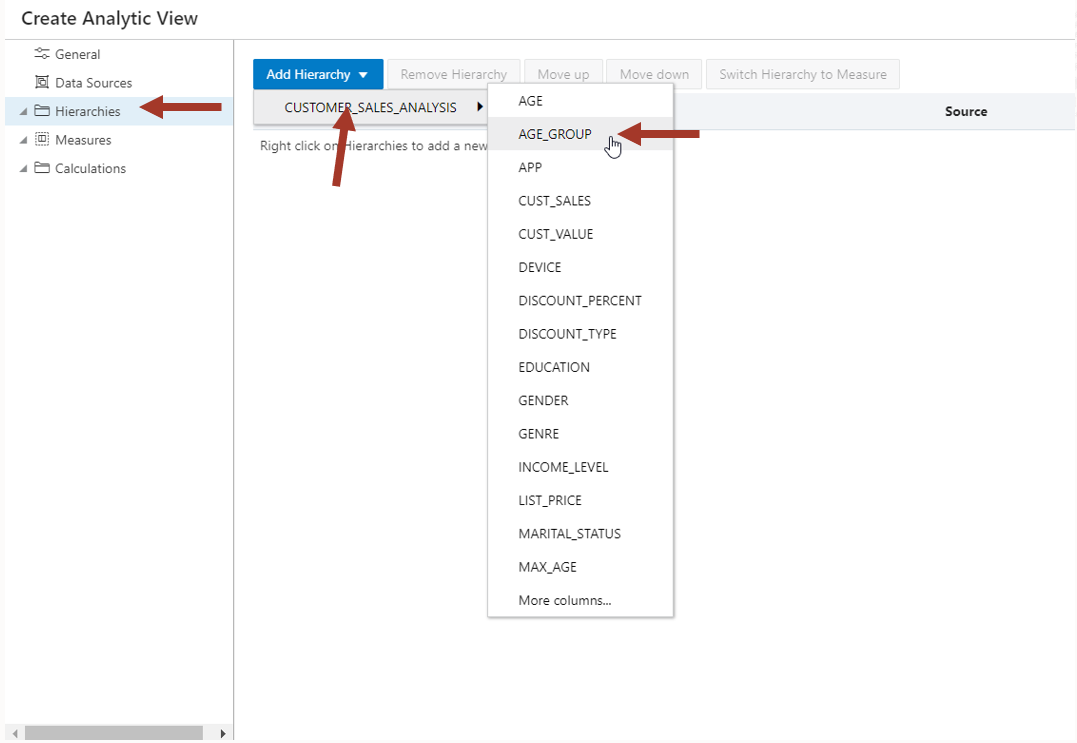 Create Analytic View
General
Data Sources
Hierarchies
Measures
Calculations
Add Hierarchy
Remove Hierarchy
Move up
Move down
Switch Hierarchy to Measure
CUSTOMER_SALES_ANALYSIS
Source
Right click on Hierarchies to add a new
AGE
AGE_GROUP
APP
CUST_SALES
CUST_VALUE
DEVICE
DISCOUNT_PERCENT
DISCOUNT_TYPE
EDUCATION
GENDER
GENRE
INCOME_LEVEL
LIST_PRICE
MARITAL_STATUS
MAX_AGE
More columns...